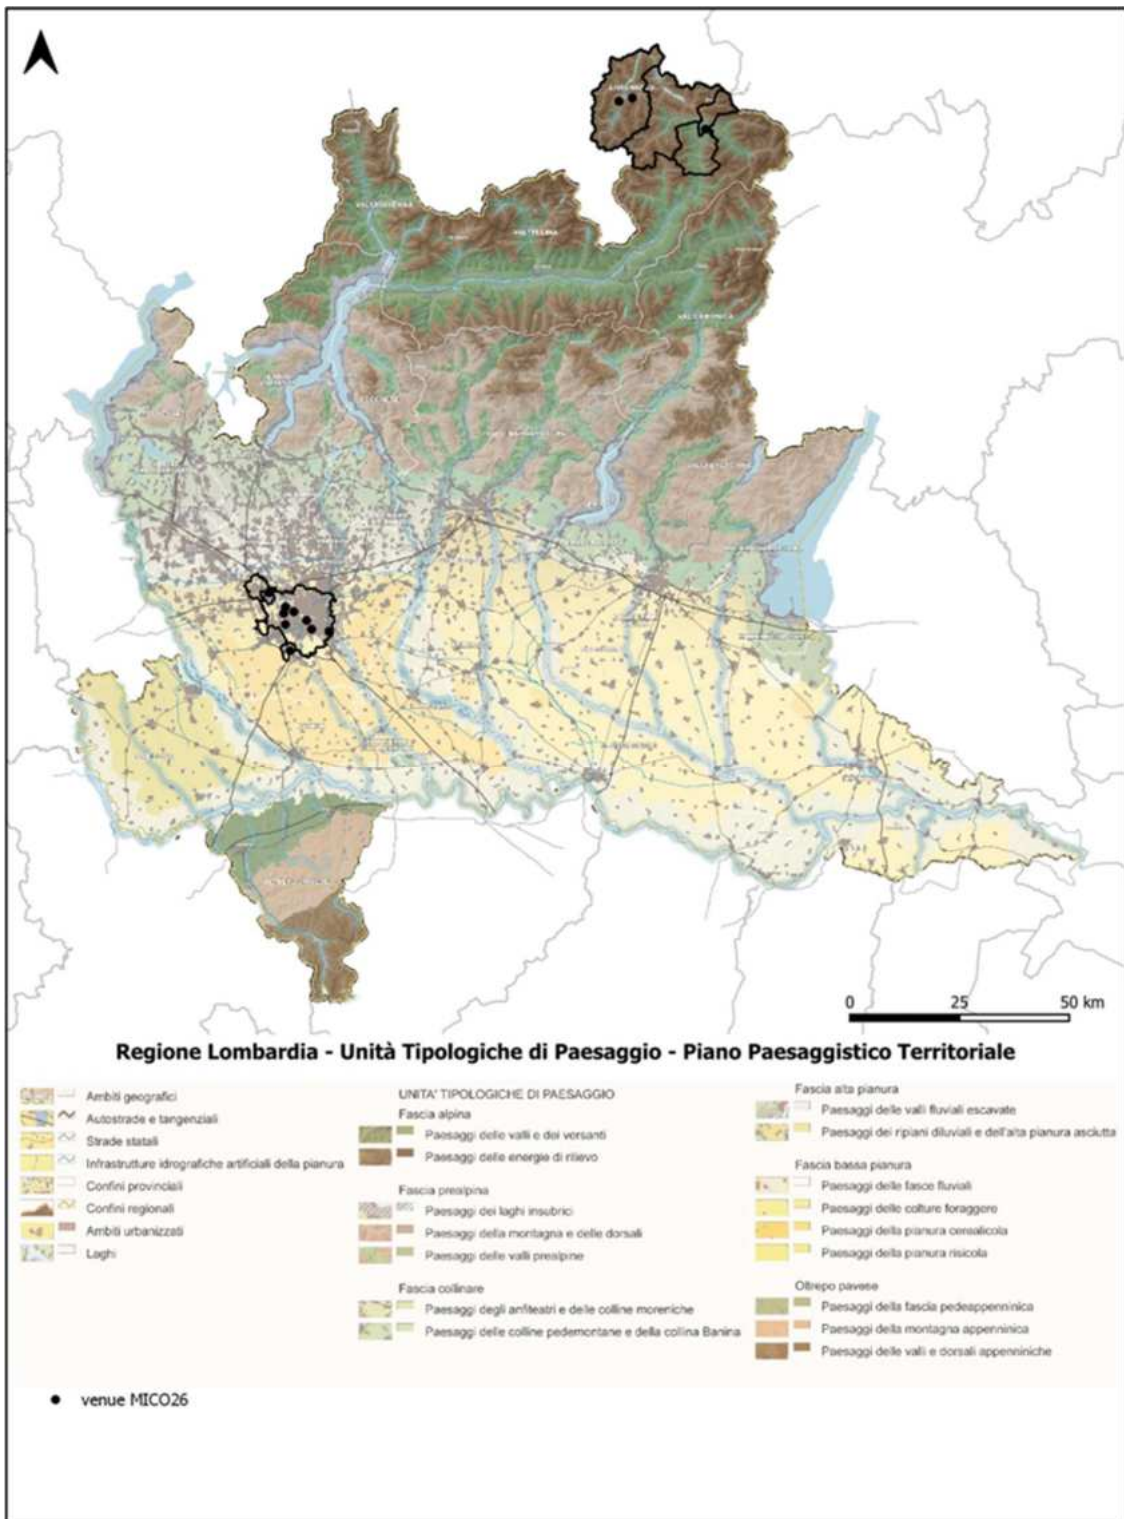 VALCHIAVENNA
VALTELLINA
VALCAMONICA
0 25 50 km
Regione Lombardia - Unità Tipologiche di Paesaggio - Piano Paesaggistico Territoriale
Ambiti geografici
Autostrade e tangenziali
Strade statali
Infrastrutture idrografiche artificiali della pianura
Confini provinciali
Confini regionali
Ambiti urbanizzati
Laghi
UNITA' TIPOLOGICHE DI PAESAGGIO
Fascia alpina
Paesaggi delle valli e dei versanti
Paesaggi delle energie di rilievo
Fascia prealpina
Paesaggi dei laghi insubrici
Paesaggi della montagna e delle dorsali
Paesaggi delle valli prealpine
Fascia collinare
Paesaggi degli anfiteatri e delle colline moreniche
Paesaggi delle colline pedemontane e della collina Banina
Fascia alta pianura
Paesaggi delle valli fluviali escavate
Paesaggi dei ripiani diluviali e dell'alta pianura asciutta
Fascia bassa pianura
Paesaggi delle fasce fluviali
Paesaggi delle colture foraggere
Paesaggi della pianura cerealicola
Paesaggi della pianura risicola
Oltrepo pavese
Paesaggi della fascia pedeappenninica
Paesaggi della montagna appenninica
Paesaggi delle valli e dorsali appenniniche
venue MICO26